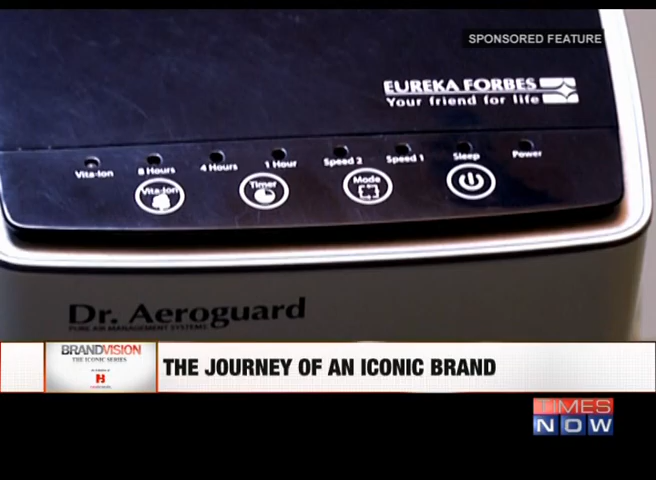 SPONSORED FEATURE
EUREKA FORBES
Your friend for life
Vita-Ion 8 Hours 4 Hours 1 Hour Speed 2 Speed 1 Sleep Power
Vita-Ion Timer Mode
Dr. Aeroguard
PURE AIR MANAGEMENT SYSTEMS
BRANDVISION
THE ICONIC SERIES
THE JOURNEY OF AN ICONIC BRAND
TIMES
NOW